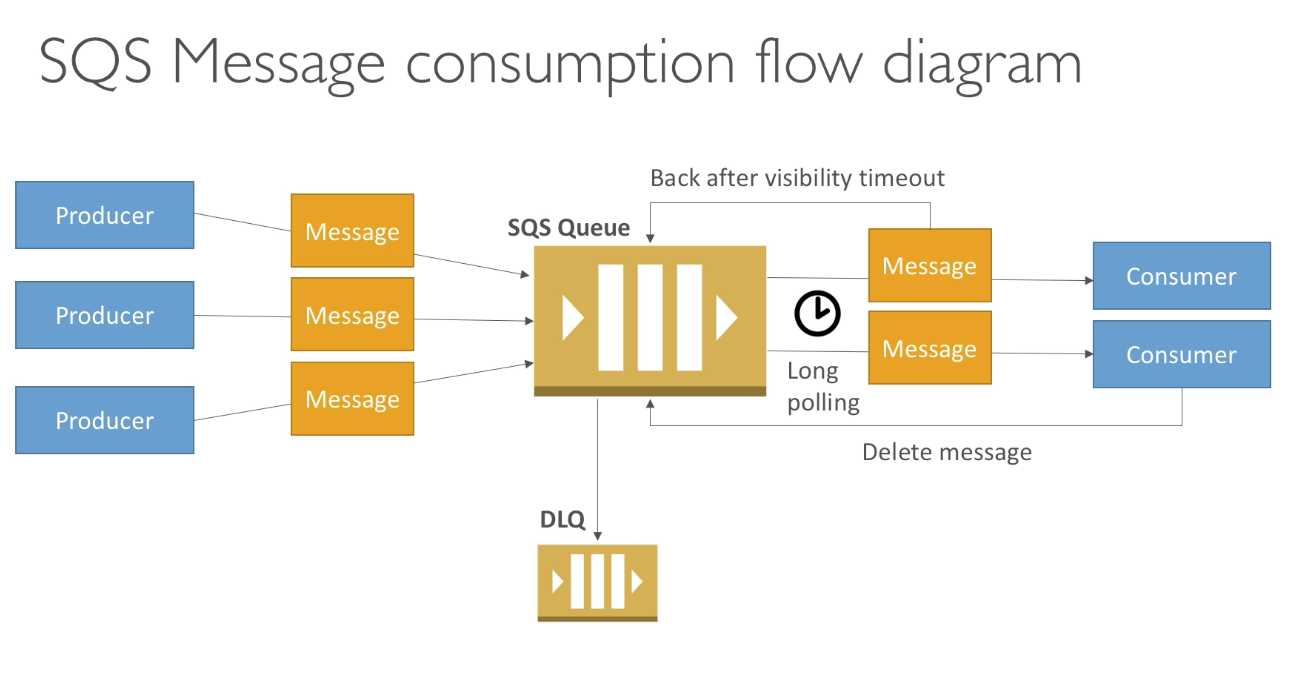 SQS Message consumption flow diagram
Back after visibility timeout
Producer
Message
SQS Queue
Message
Consumer
Producer
Message
Message
Consumer
Long
polling
Producer
Message
Delete message
DLQ